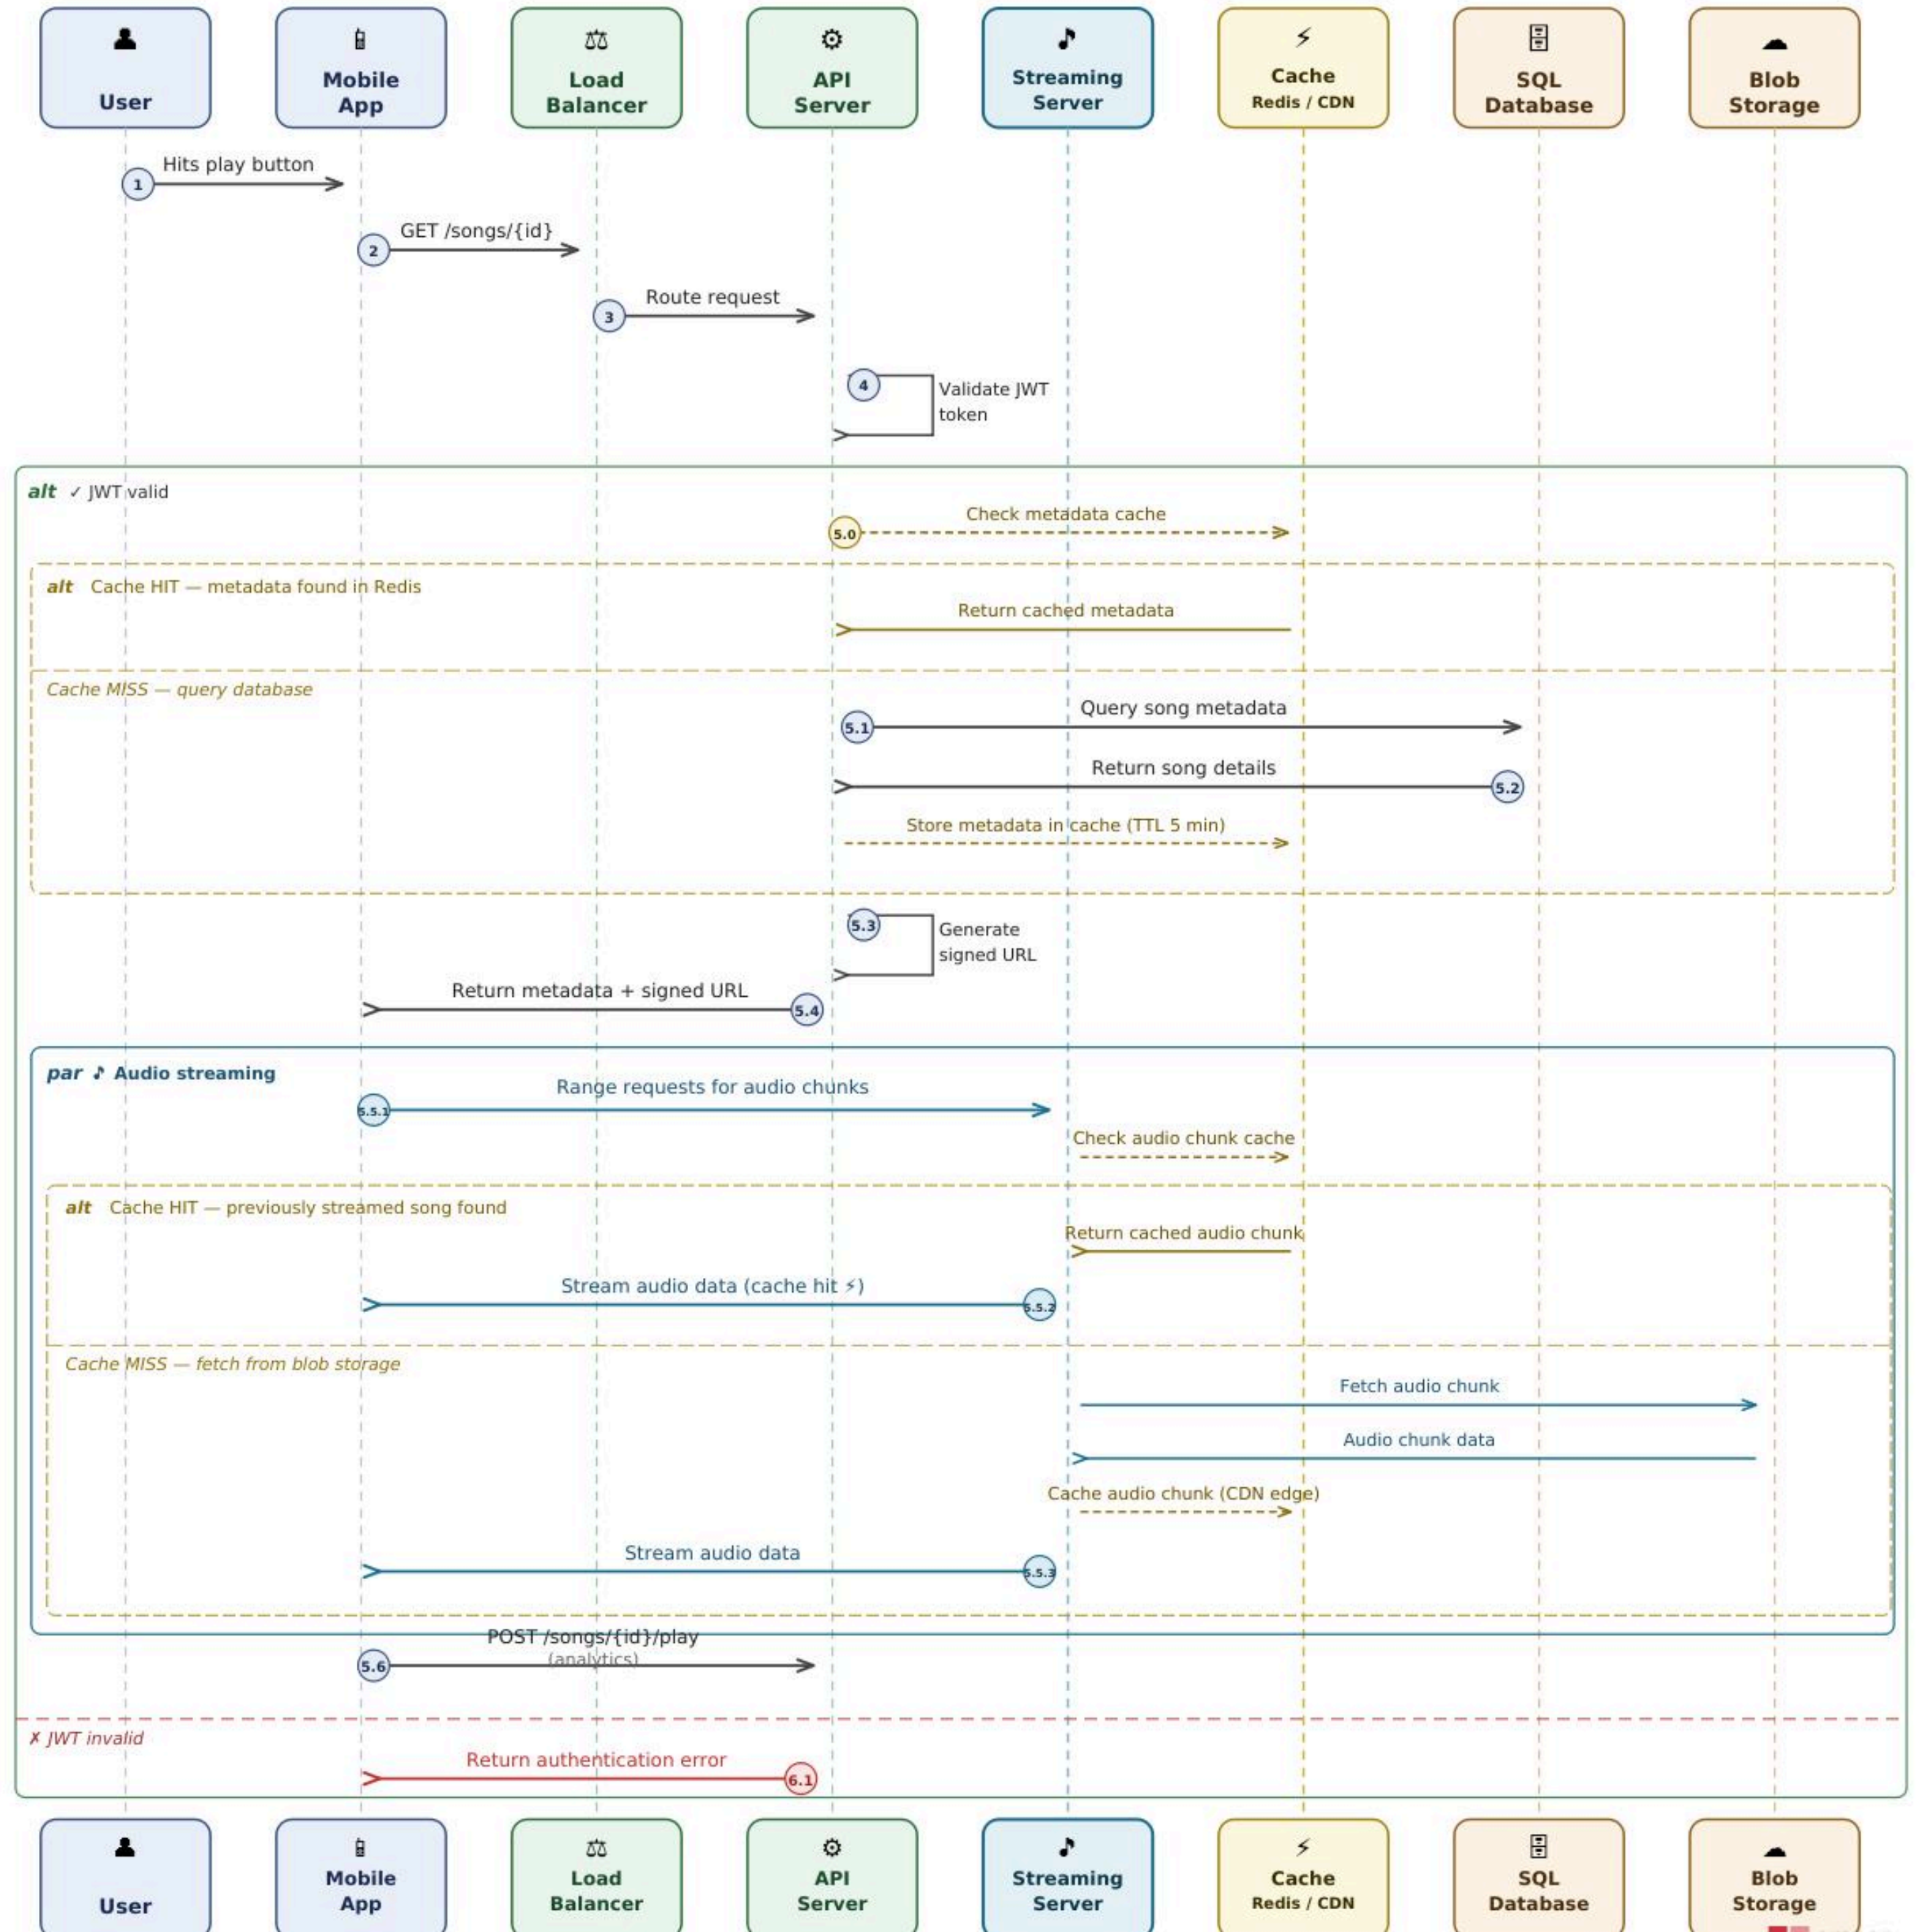 User
Mobile
App
Load
Balancer
API
Server
Streaming
Server
Cache
Redis / CDN
SQL
Database
Blob
Storage
Hits play button
1
GET /songs/{id}
2
Route request
3
4
Validate JWT
token
alt ✓ JWT valid
Check metadata cache
5.0
alt Cache HIT — metadata found in Redis
Return cached metadata
Cache MISS — query database
Query song metadata
5.1
Return song details
5.2
Store metadata in cache (TTL 5 min)
5.3
Generate
signed URL
Return metadata + signed URL
5.4
par ♪ Audio streaming
Range requests for audio chunks
5.5.1
Check audio chunk cache
alt Cache HIT — previously streamed song found
Return cached audio chunk
Stream audio data (cache hit ⚡)
5.5.2
Cache MISS — fetch from blob storage
Fetch audio chunk
Audio chunk data
Cache audio chunk (CDN edge)
Stream audio data
5.5.3
POST /songs/{id}/play
(analytics)
5.6
✗ JWT invalid
Return authentication error
6.1
User
Mobile
App
Load
Balancer
API
Server
Streaming
Server
Cache
Redis / CDN
SQL
Database
Blob
Storage